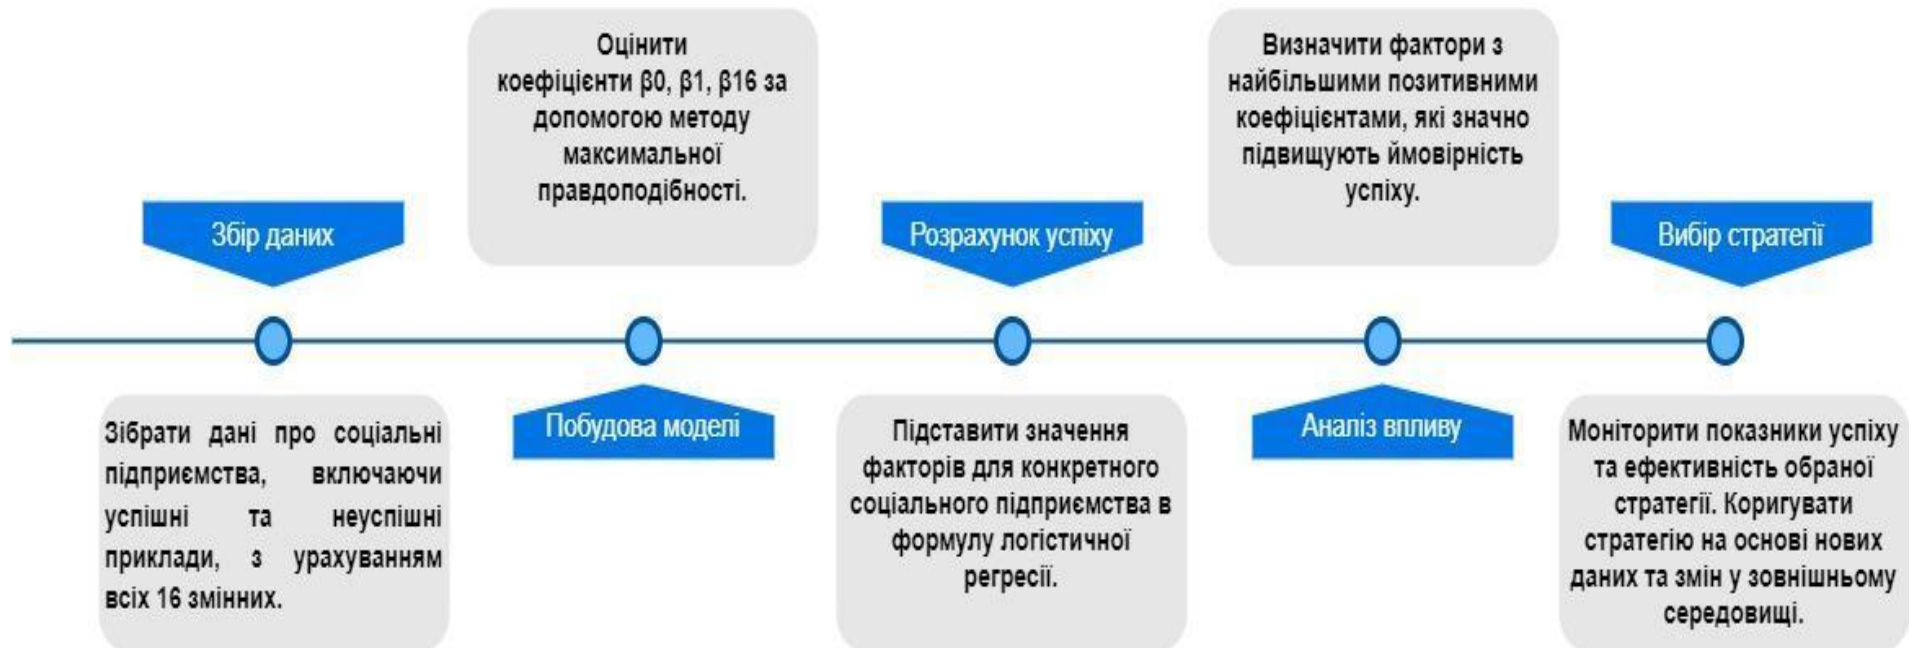 Збір даних
Зібрати дані про соціальні
підприємства, включаючи
успішні та неуспішні
приклади, з урахуванням
всіх 16 змінних.
Оцінити
коефіцієнти β0, β1, β16 за
допомогою методу
максимальної
правдоподібності.
Побудова моделі
Розрахунок успіху
Підставити значення
факторів для конкретного
соціального підприємства в
формулу логістичної
регресії.
Визначити фактори з
найбільшими позитивними
коефіцієнтами, які значно
підвищують ймовірність
успіху.
Аналіз впливу
Вибір стратегії
Моніторити показники успіху
та ефективність обраної
стратегії. Коригувати
стратегію на основі нових
даних та змін у зовнішньому
середовищі.